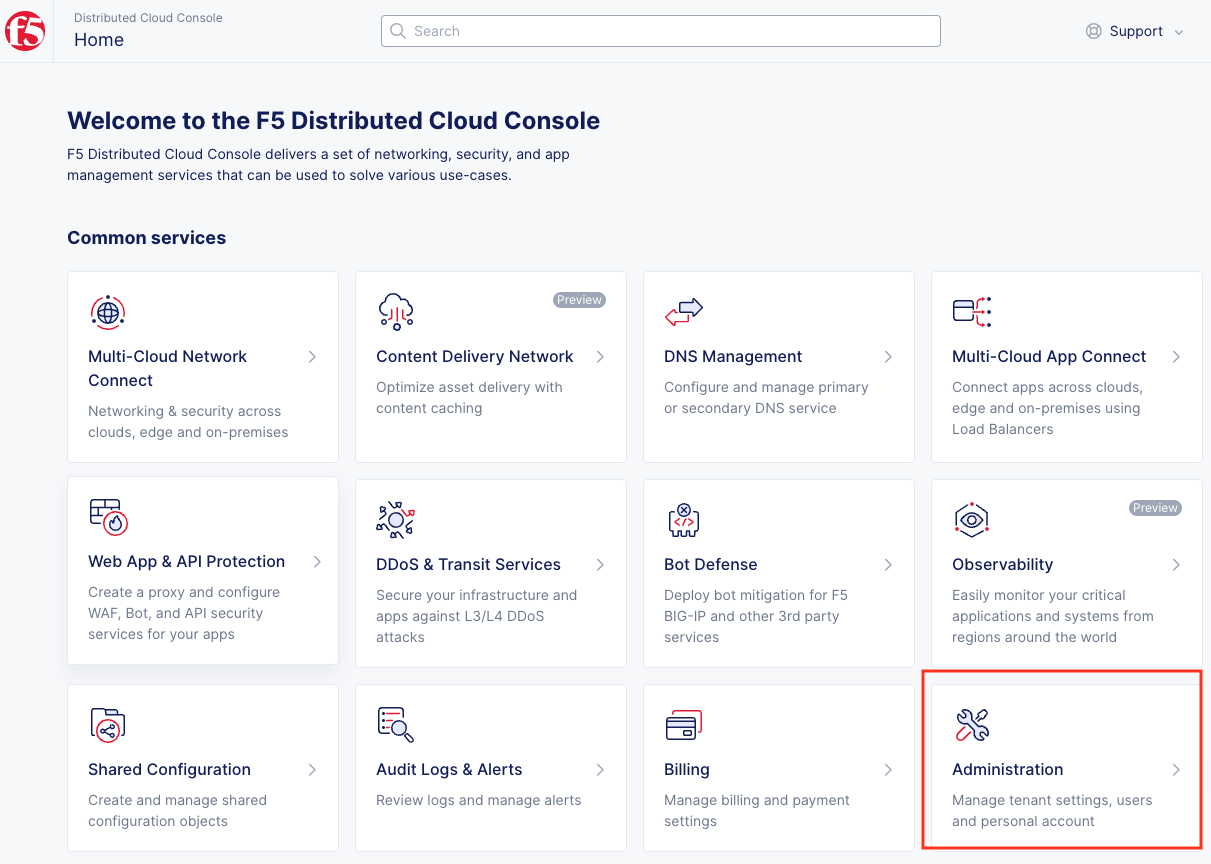 f5
Distributed Cloud Console
Home
Search
Support
Welcome to the F5 Distributed Cloud Console
F5 Distributed Cloud Console delivers a set of networking, security, and app
management services that can be used to solve various use-cases.
Common services
Multi-Cloud Network
Connect
Networking & security across
clouds, edge and on-premises
Preview
Content Delivery Network
Optimize asset delivery with
content caching
DNS Management
Configure and manage primary
or secondary DNS service
Multi-Cloud App Connect
Connect apps across clouds,
edge and on-premises using
Load Balancers
Web App & API Protection
Create a proxy and configure
WAF, Bot, and API security
services for your apps
DDoS & Transit Services
Secure your infrastructure and
apps against L3/L4 DDoS
attacks
Bot Defense
Deploy bot mitigation for F5
BIG-IP and other 3rd party
services
Preview
Observability
Easily monitor your critical
applications and systems from
regions around the world
Shared Configuration
Create and manage shared
configuration objects
Audit Logs & Alerts
Review logs and manage alerts
Billing
Manage billing and payment
settings
Administration
Manage tenant settings, users
and personal account